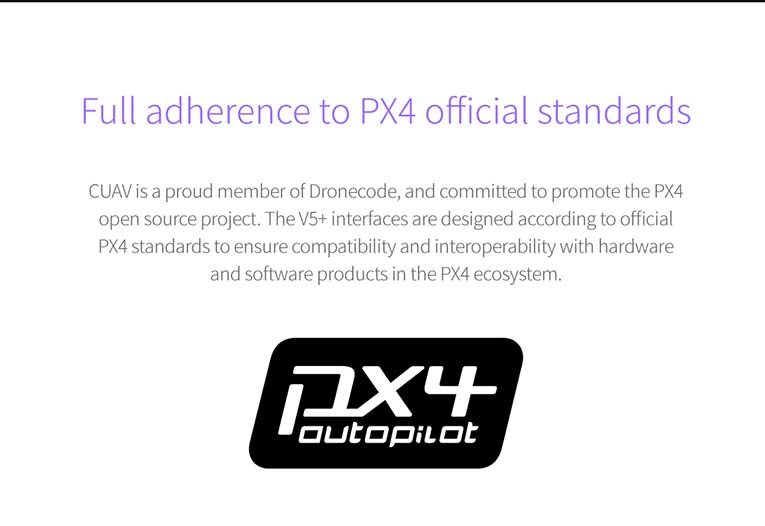 Full adherence to PX4 official standards
CUAV is a proud member of Dronecode, and committed to promote the PX4
open source project. The V5+ interfaces are designed according to official
PX4 standards to ensure compatibility and interoperability with hardware
and software products in the PX4 ecosystem.
px4
autopilot